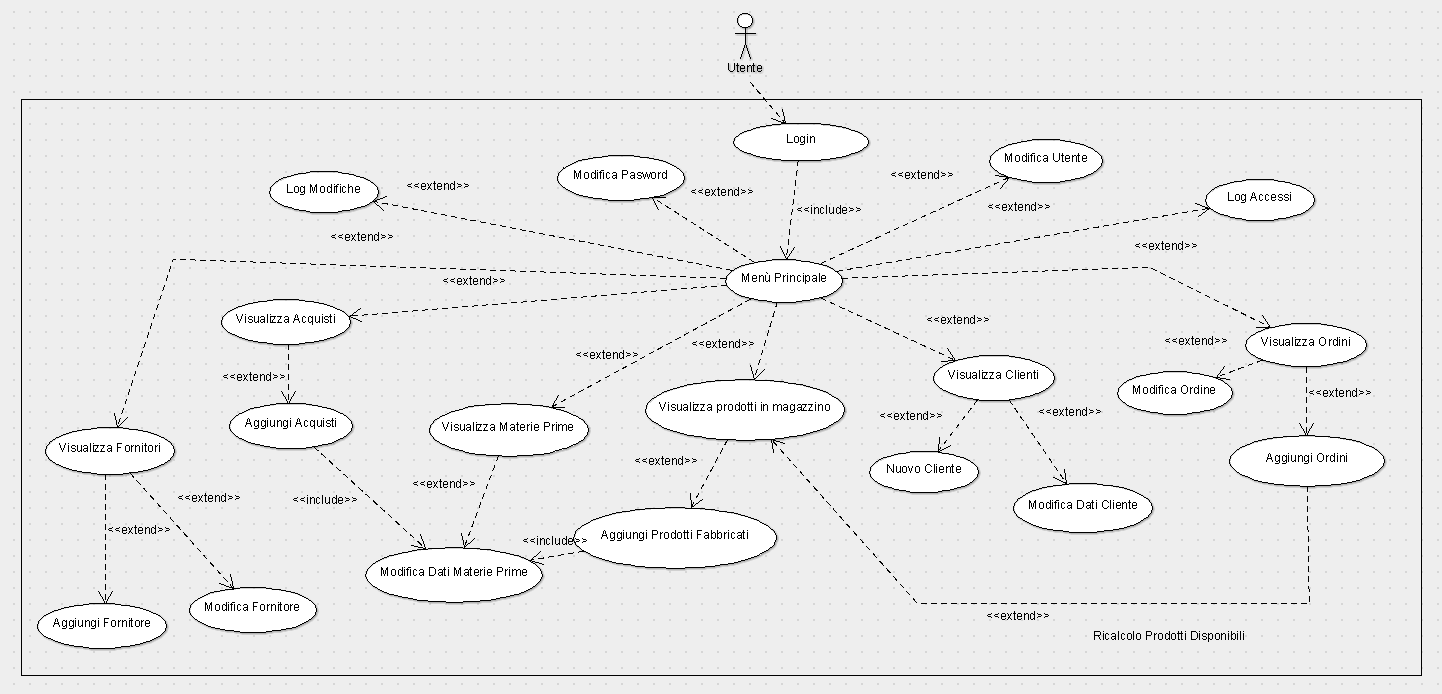 Utente
Login
Modifica Utente
Modifica Pasword
<<extend>>
Log Modifiche
<<extend>>
<<extend>>
Log Accessi
<<include>>
<<extend>>
<<extend>>
<<extend>>
Menù Principale
<<extend>>
Visualizza Acquisti
<<extend>>
<<extend>>
<<extend>>
Visualizza Ordini
<<extend>>
<<extend>>
Visualizza Clienti
Modifica Ordine
<<extend>>
Visualizza prodotti in magazzino
<<extend>>
<<extend>>
Aggiungi Acquisti
Visualizza Materie Prime
Visualizza Fornitori
<<extend>>
Nuovo Cliente
Aggiungi Ordini
<<extend>>
<<extend>>
<<include>>
Modifica Dati Cliente
<<extend>>
Aggiungi Prodotti Fabbricati
<<include>>
Modifica Dati Materie Prime
Modifica Fornitore
Aggiungi Fornitore
<<extend>>
Ricalcolo Prodotti Disponibili